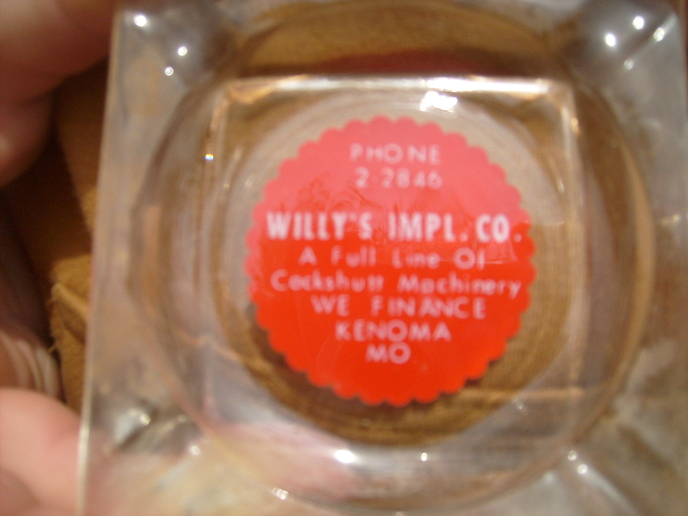 PHONE
2 2846
WILLY'S IMPL. CO.
A Full Line Of
Cockshutt Machinery
WE FINANCE
KENOMA
MO